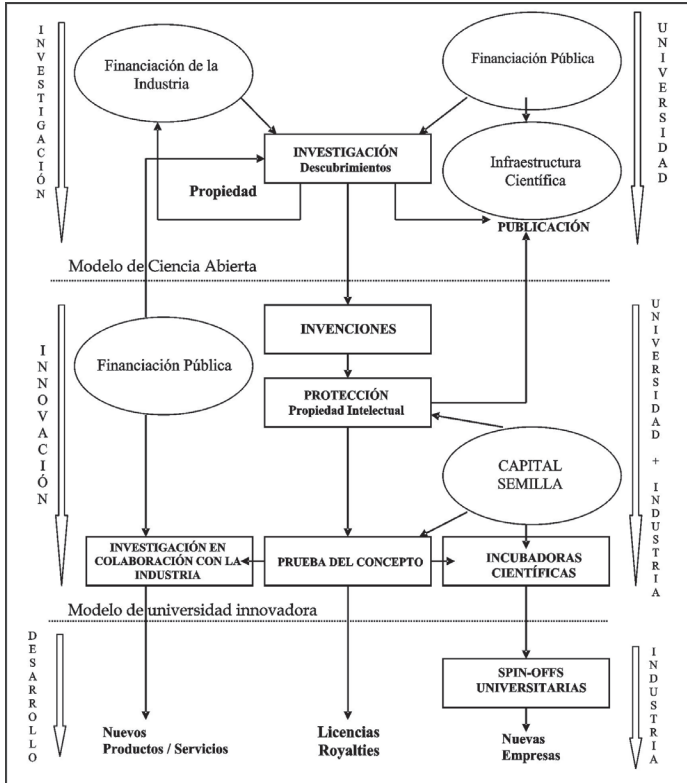 INVESTIGACIÓN
UNIVERSIDAD
Financiación de la
Industria
Financiación Pública
INVESTIGACIÓN
Descubrimientos
Infraestructura
Científica
Propiedad
PUBLICACIÓN
Modelo de Ciencia Abierta
INNOVACIÓN
UNIVERSIDAD + INDUSTRIA
INVENCIONES
Financiación Pública
PROTECCIÓN
Propiedad Intelectual
CAPITAL
SEMILLA
INVESTIGACIÓN EN
COLABORACIÓN CON LA
INDUSTRIA
PRUEBA DEL CONCEPTO
INCUBADORAS
CIENTÍFICAS
Modelo de universidad innovadora
DESARROLLO
INDUSTRIA
SPIN-OFFS
UNIVERSITARIAS
Nuevos
Productos / Servicios
Licencias
Royalties
Nuevas
Empresas